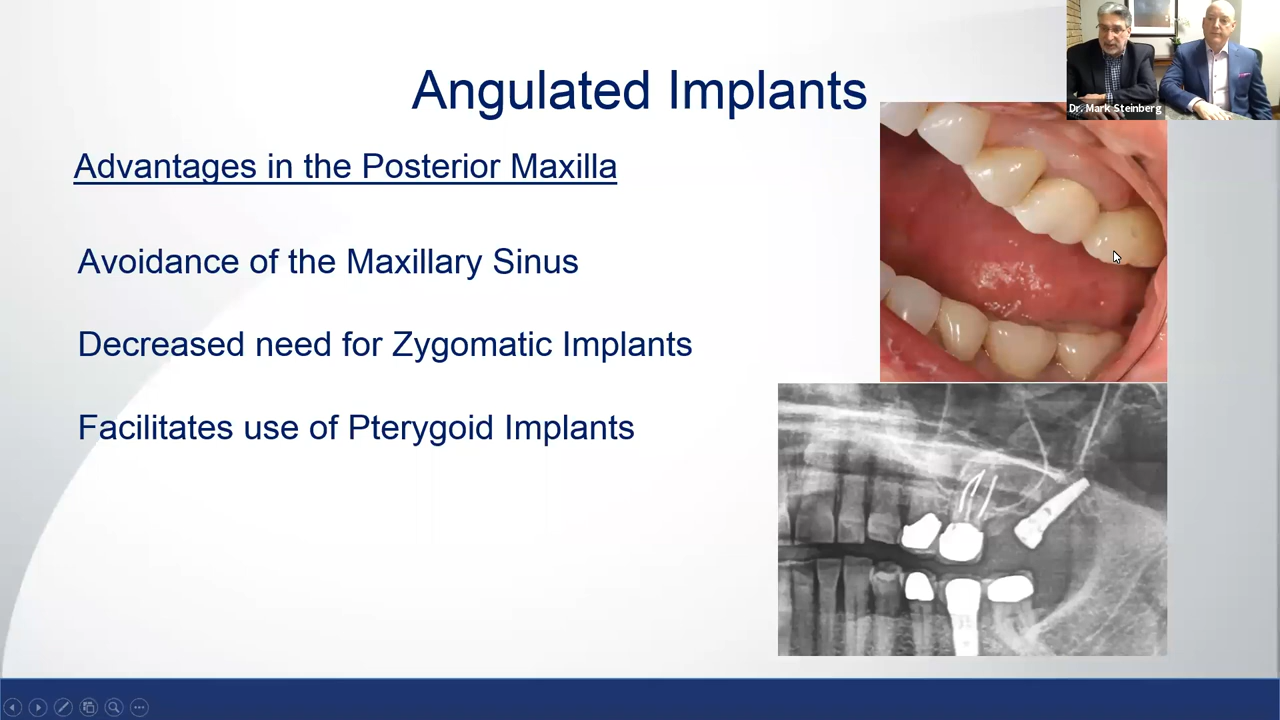 Angulated Implants
Dr. Mark Steinberg
Advantages in the Posterior Maxilla
Avoidance of the Maxillary Sinus
Decreased need for Zygomatic Implants
Facilitates use of Pterygoid Implants